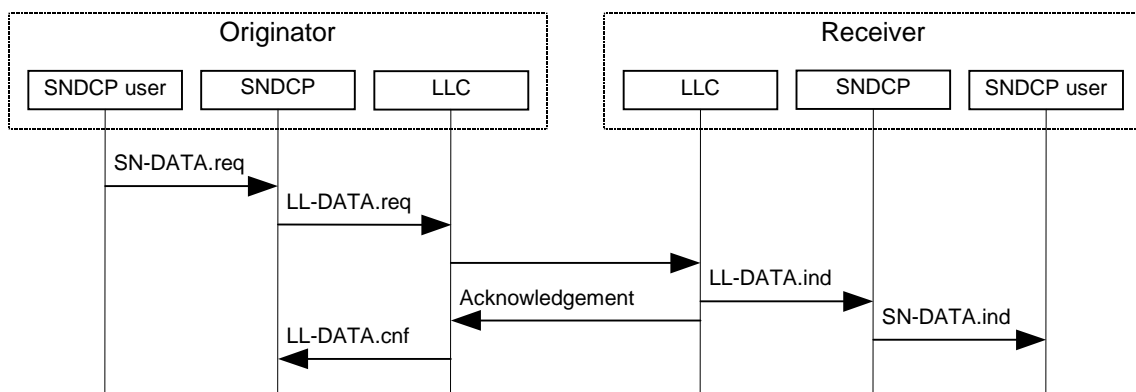 Originator
Receiver
SNDCP user
SNDCP
LLC
LLC
SNDCP
SNDCP user
SN-DATA.req
LL-DATA.req
LL-DATA.ind
Acknowledgement
SN-DATA.ind
LL-DATA.cnf